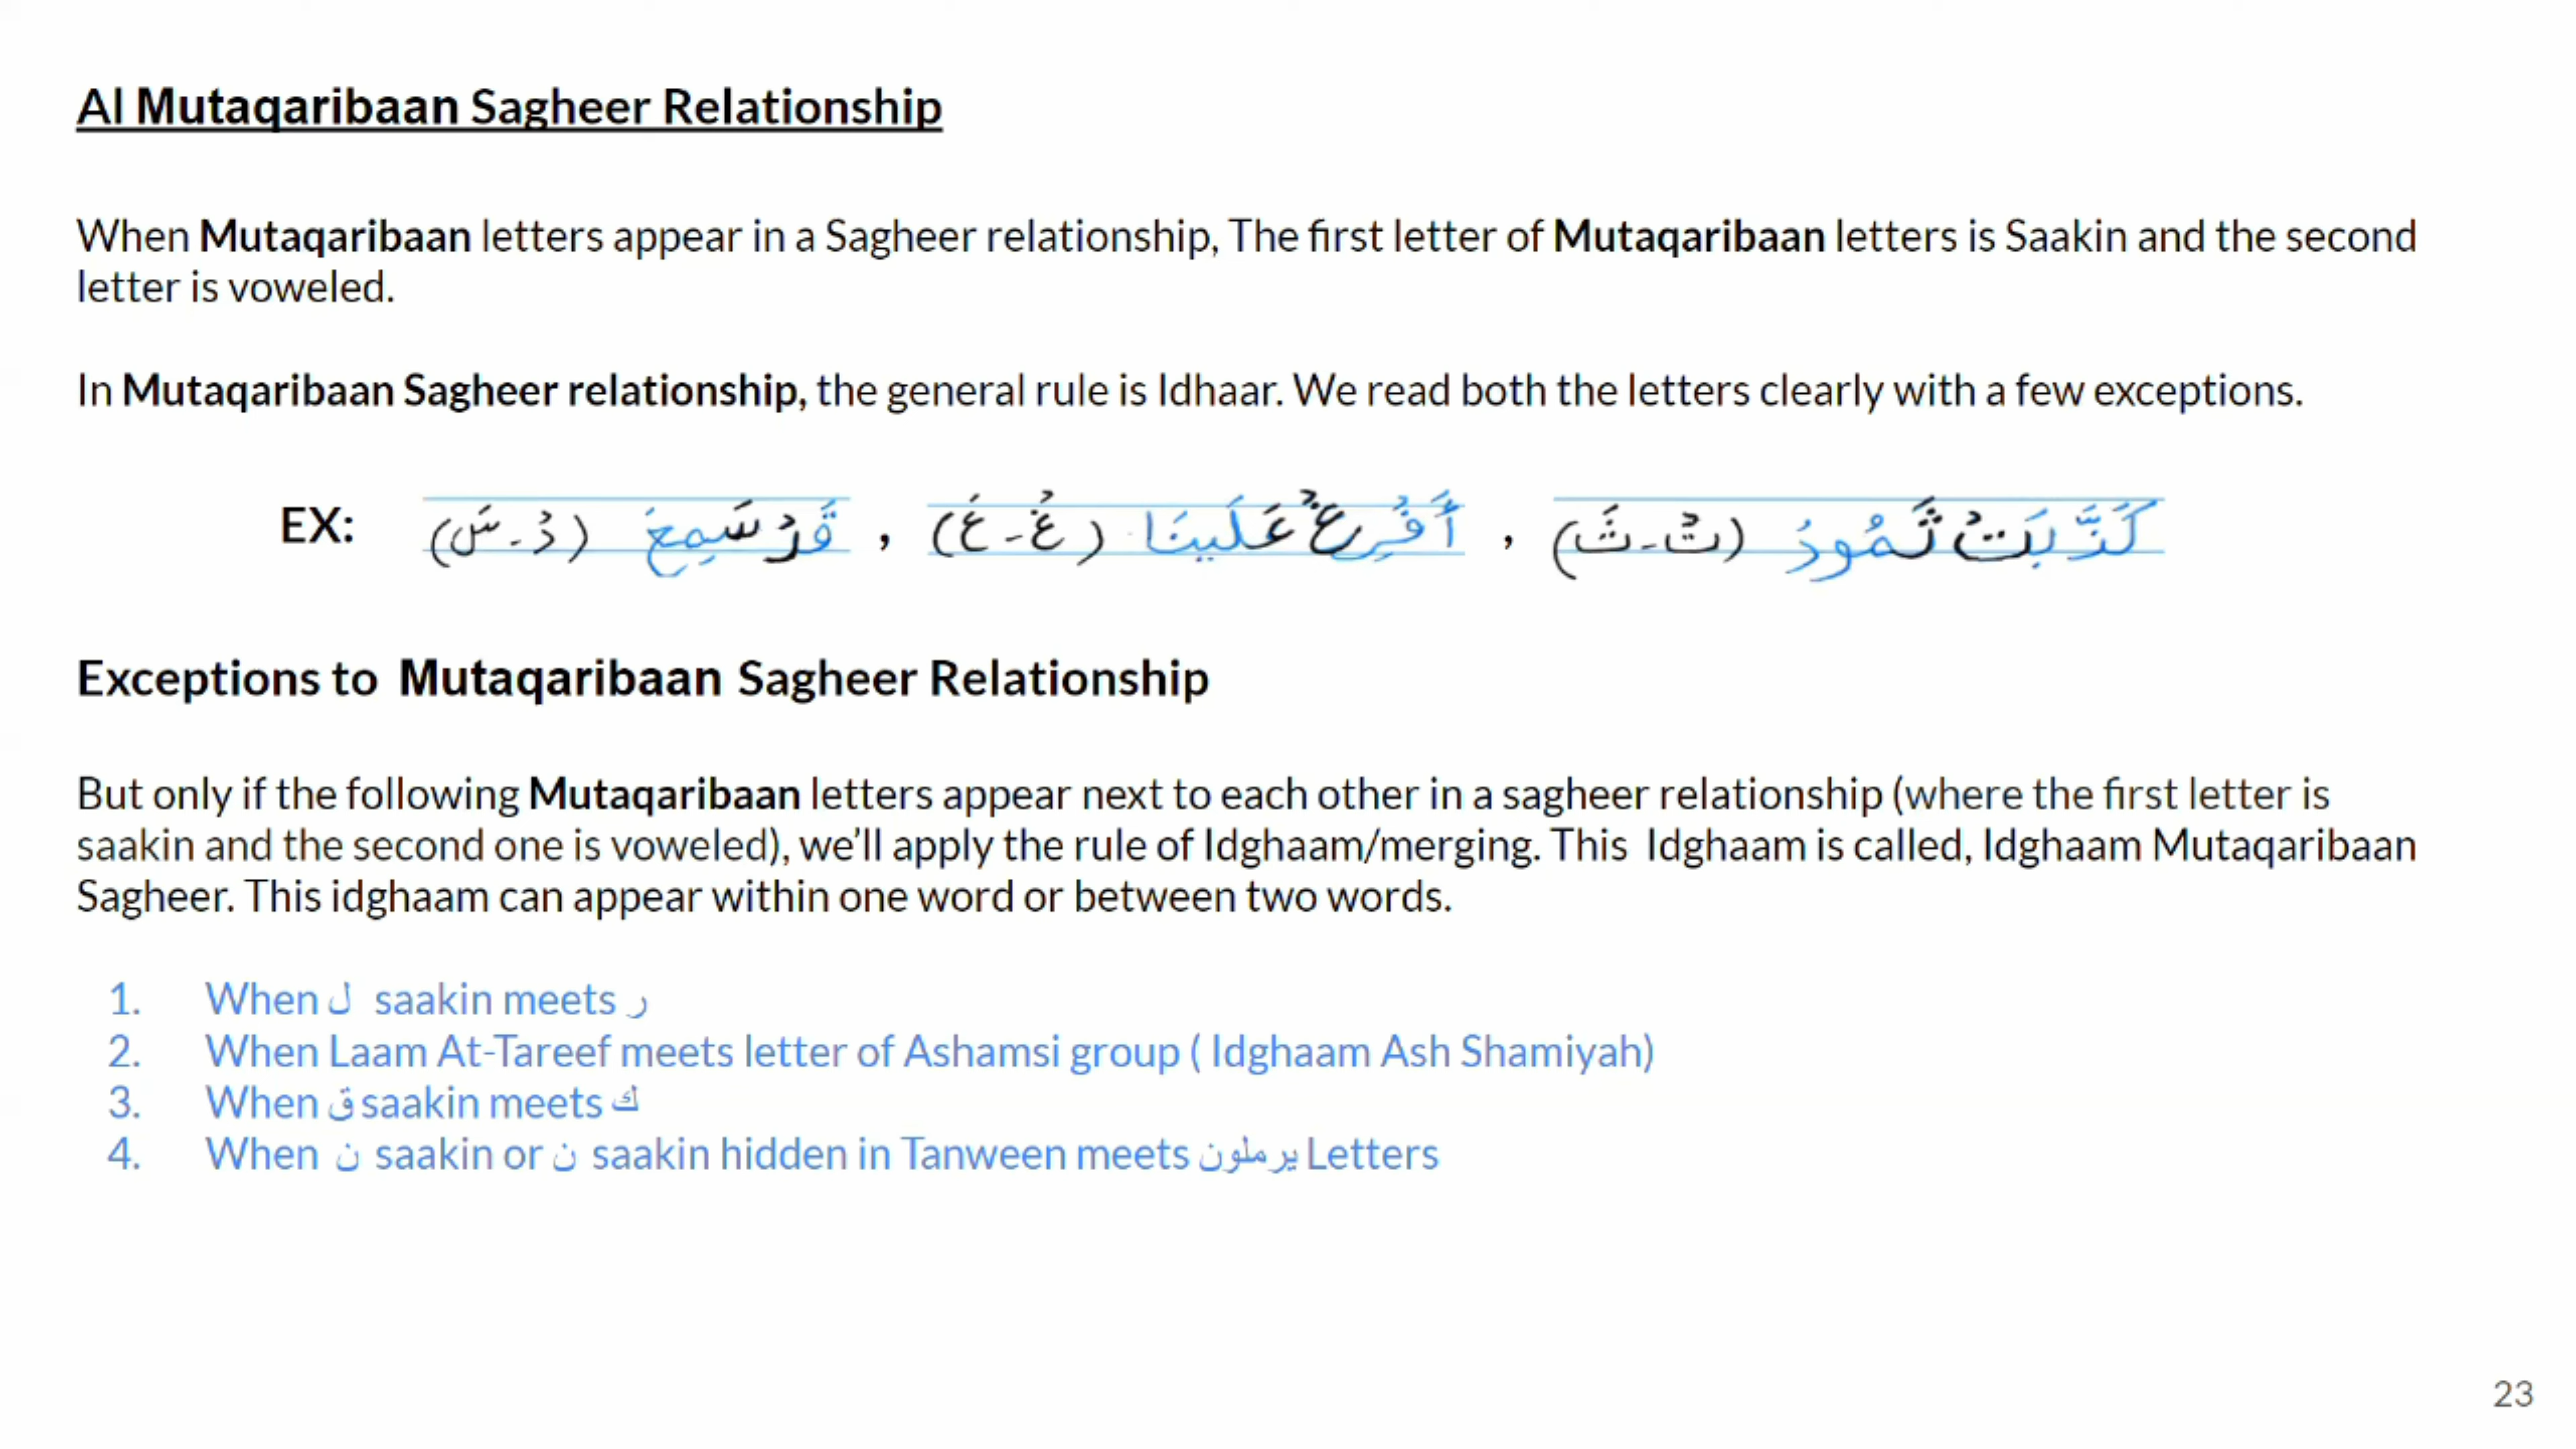 Al Mutaqaribaan Sagheer Relationship
When Mutaqaribaan letters appear in a Sagheer relationship, The first letter of Mutaqaribaan letters is Saakin and the second
letter is voweled.
In Mutaqaribaan Sagheer relationship, the general rule is Idhaar. We read both the letters clearly with a few exceptions.
EX: قَدْ سَمِعَ (دْ - سَ) , أَفْرِغْ عَلَينَا (غْ - عَ) , كَذَّبَتْ ثَمُودُ (تْ - ثَ)
Exceptions to Mutaqaribaan Sagheer Relationship
But only if the following Mutaqaribaan letters appear next to each other in a sagheer relationship (where the first letter is
saakin and the second one is voweled), we'll apply the rule of Idghaam/merging. This Idghaam is called, Idghaam Mutaqaribaan
Sagheer. This idghaam can appear within one word or between two words.
1. When ل saakin meets ر
2. When Laam At-Tareef meets letter of Ashamsi group ( Idghaam Ash Shamiyah)
3. When ق saakin meets ك
4. When ن saakin or ن saakin hidden in Tanween meets يرملون Letters
23